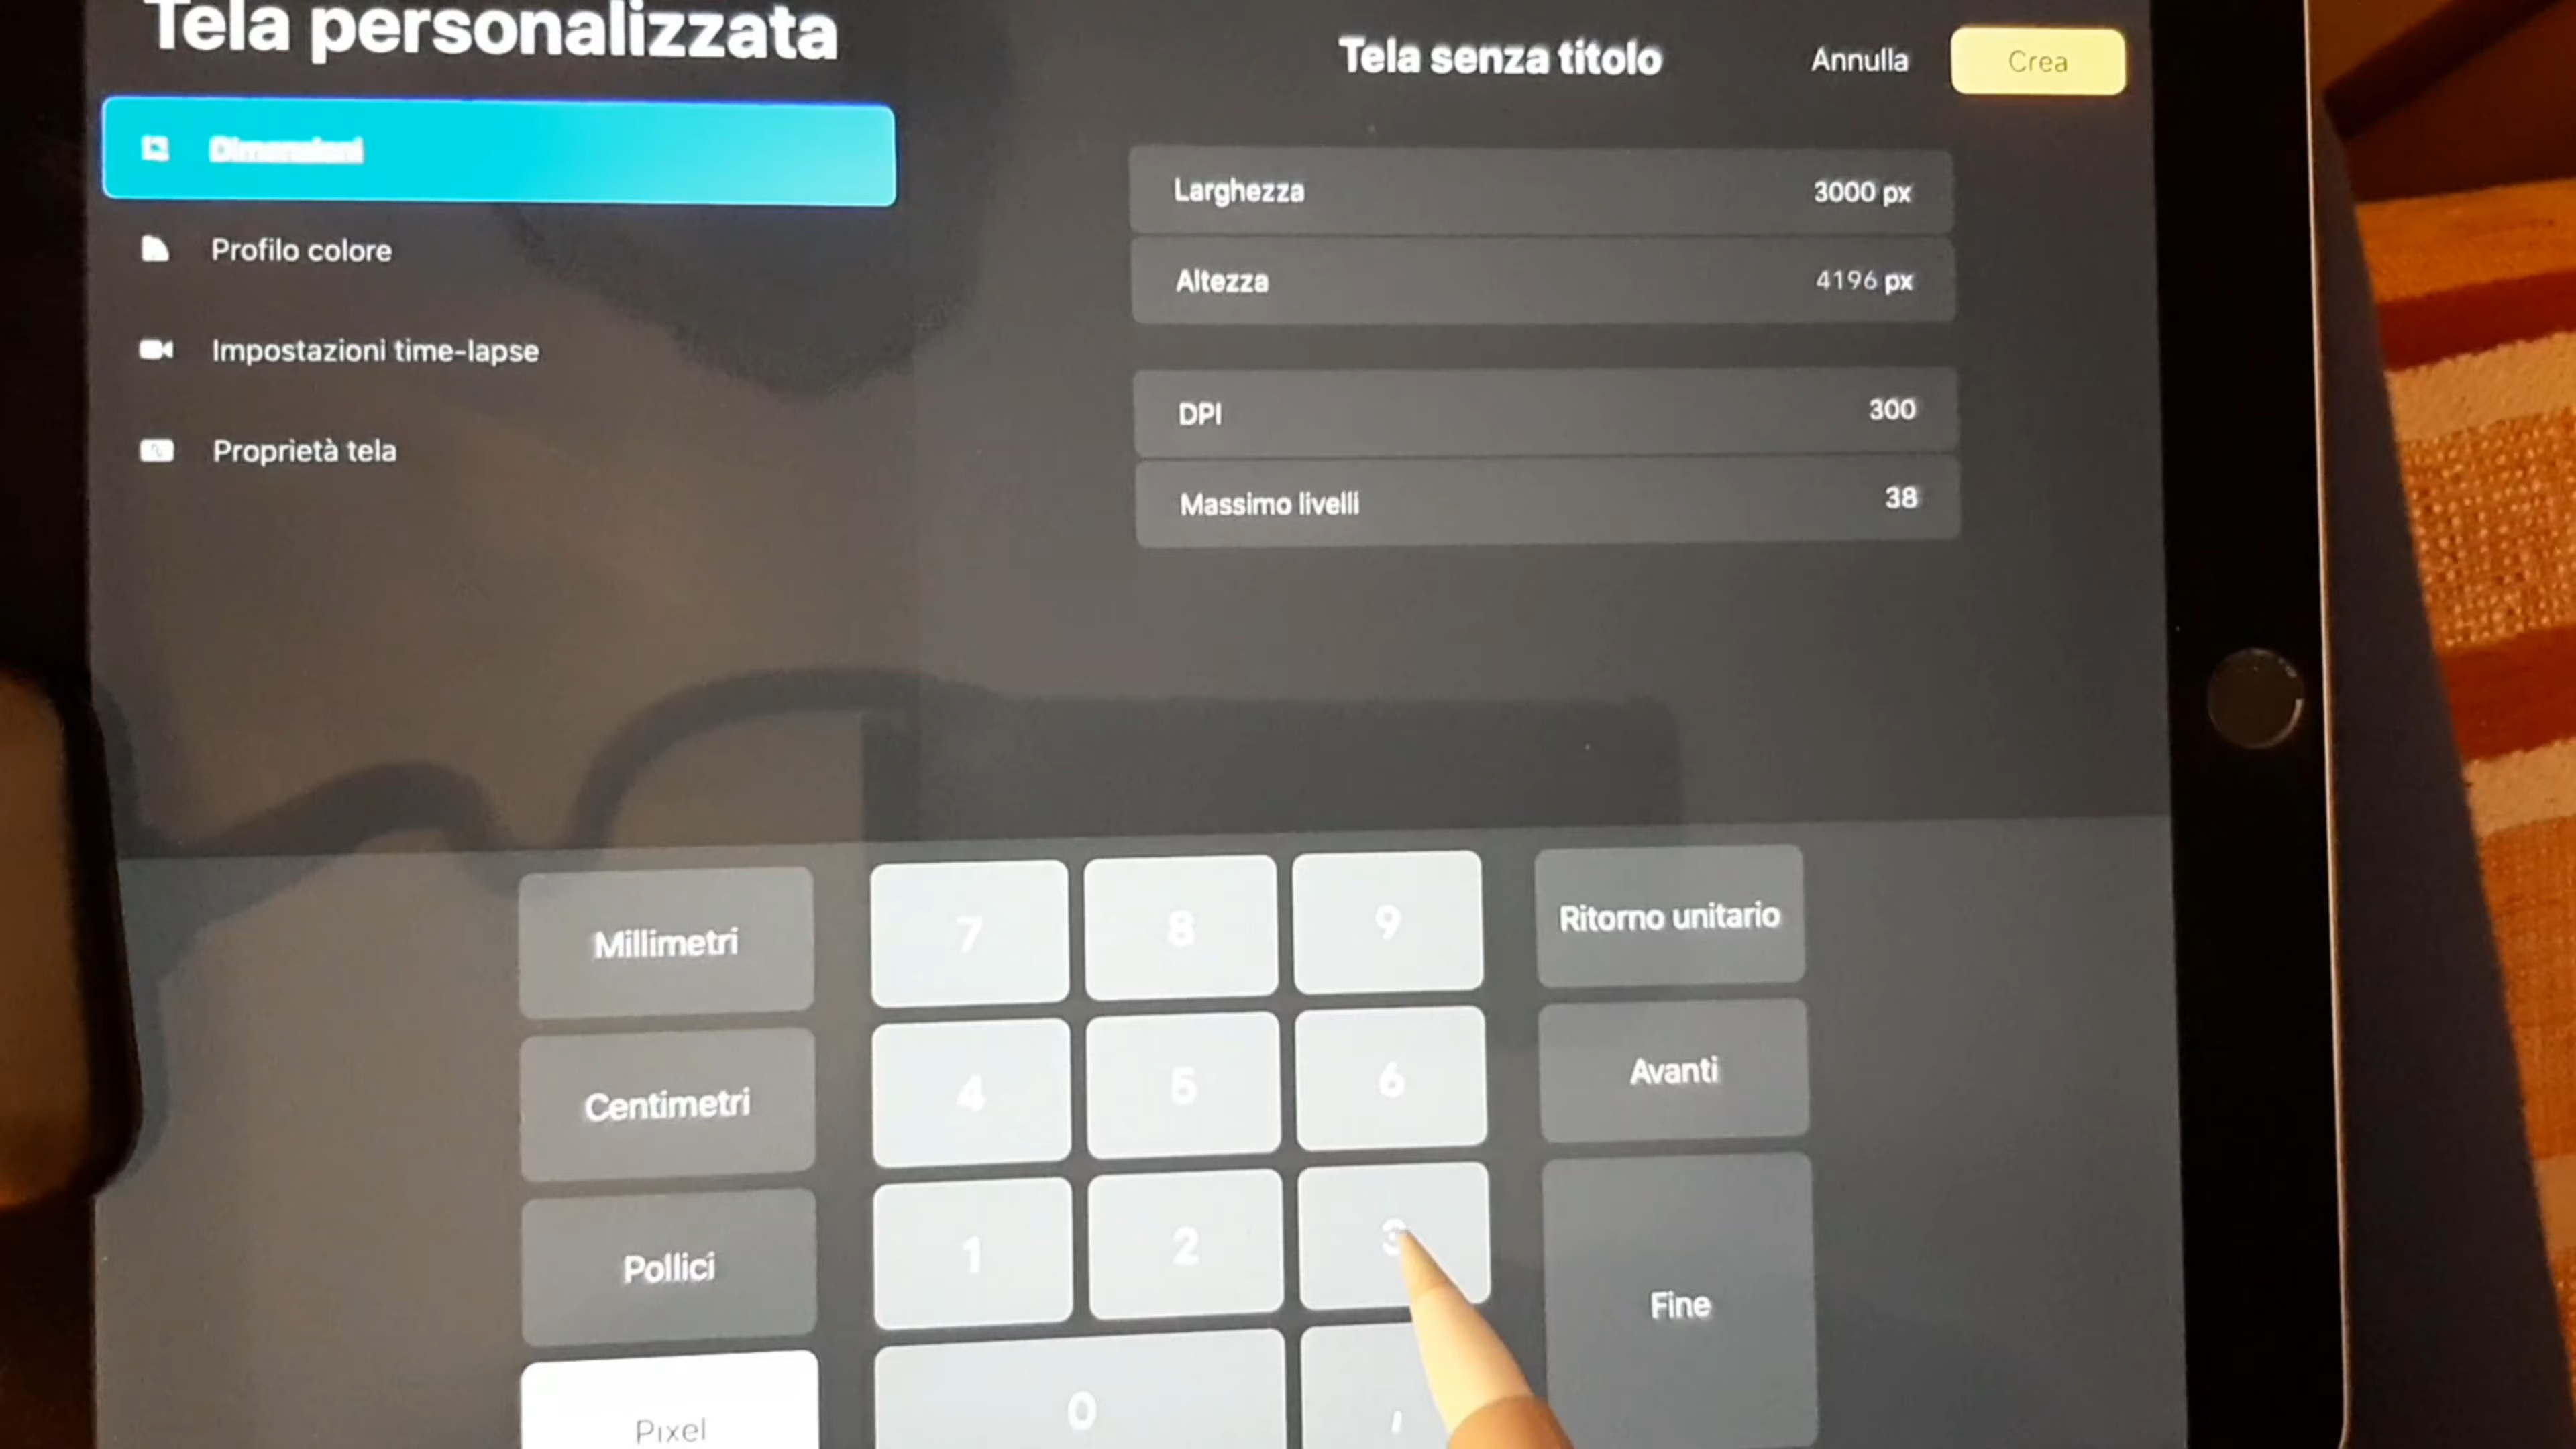 Tela personalizzata
Dimensioni
Profilo colore
Impostazioni time-lapse
Proprietà tela
Tela senza titolo
Annulla
Crea
Larghezza 3000 px
Altezza 4196 px
DPI 300
Massimo livelli 38
Millimetri 7 8 9 Ritorno unitario
Centimetri 4 5 6 Avanti
Pollici 1 2 3 Fine
Pixel 0 ,